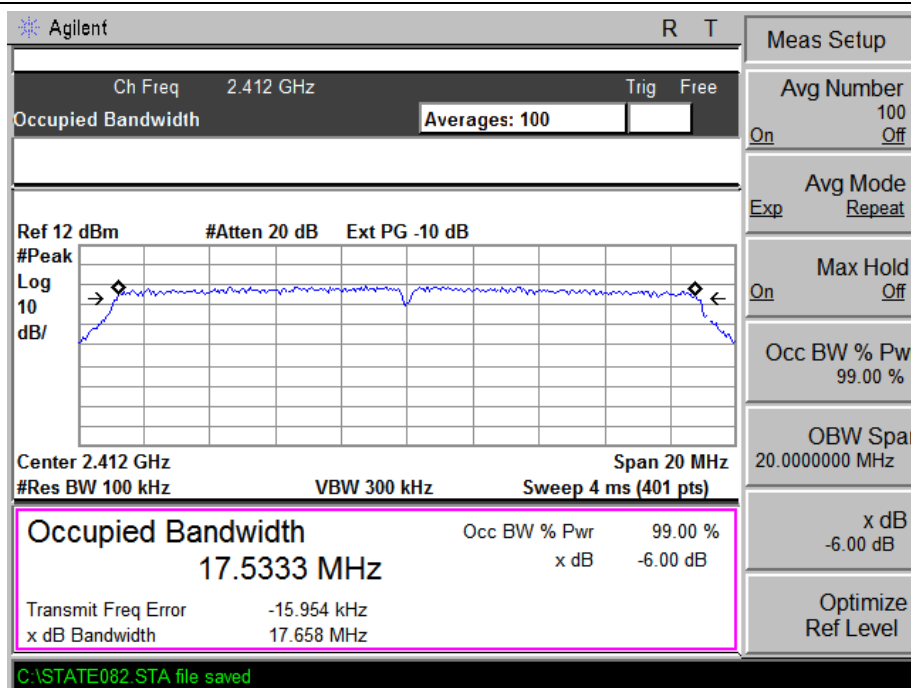 Agilent R T
Ch Freq 2.412 GHz Trig Free
Occupied Bandwidth Averages: 100
Ref 12 dBm #Atten 20 dB Ext PG -10 dB
#Peak
Log
10
dB/
Center 2.412 GHz Span 20 MHz
#Res BW 100 kHz VBW 300 kHz Sweep 4 ms (401 pts)
Occupied Bandwidth Occ BW % Pwr 99.00 %
17.5333 MHz x dB -6.00 dB
Transmit Freq Error -15.954 kHz
x dB Bandwidth 17.658 MHz
C:\STATE082.STA file saved
Meas Setup
Avg Number
100
On Off
Avg Mode
Exp Repeat
Max Hold
On Off
Occ BW % Pw
99.00 %
OBW Spa
20.0000000 MHz
x dB
-6.00 dB
Optimize
Ref Level